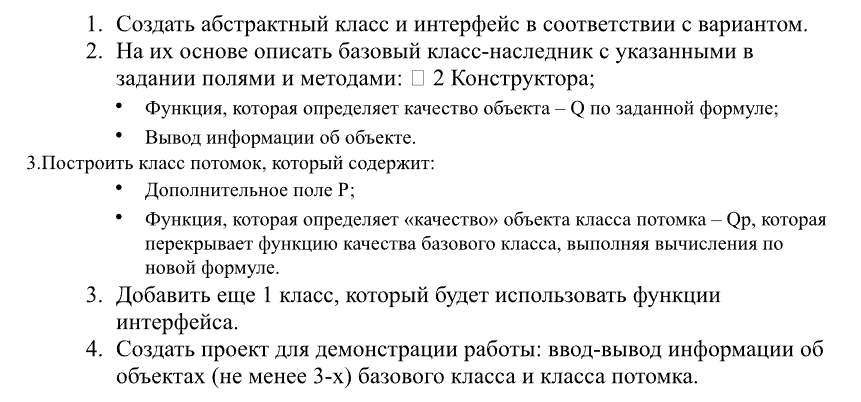 1. Создать абстрактный класс и интерфейс в соответствии с вариантом.
2. На их основе описать базовый класс-наследник с указанными в
задании полями и методами: □ 2 Конструктора;
• Функция, которая определяет качество объекта – Q по заданной формуле;
• Вывод информации об объекте.
3.Построить класс потомок, который содержит:
• Дополнительное поле P;
• Функция, которая определяет «качество» объекта класса потомка – Qp, которая
перекрывает функцию качества базового класса, выполняя вычисления по
новой формуле.
3. Добавить еще 1 класс, который будет использовать функции
интерфейса.
4. Создать проект для демонстрации работы: ввод-вывод информации об
объектах (не менее 3-х) базового класса и класса потомка.